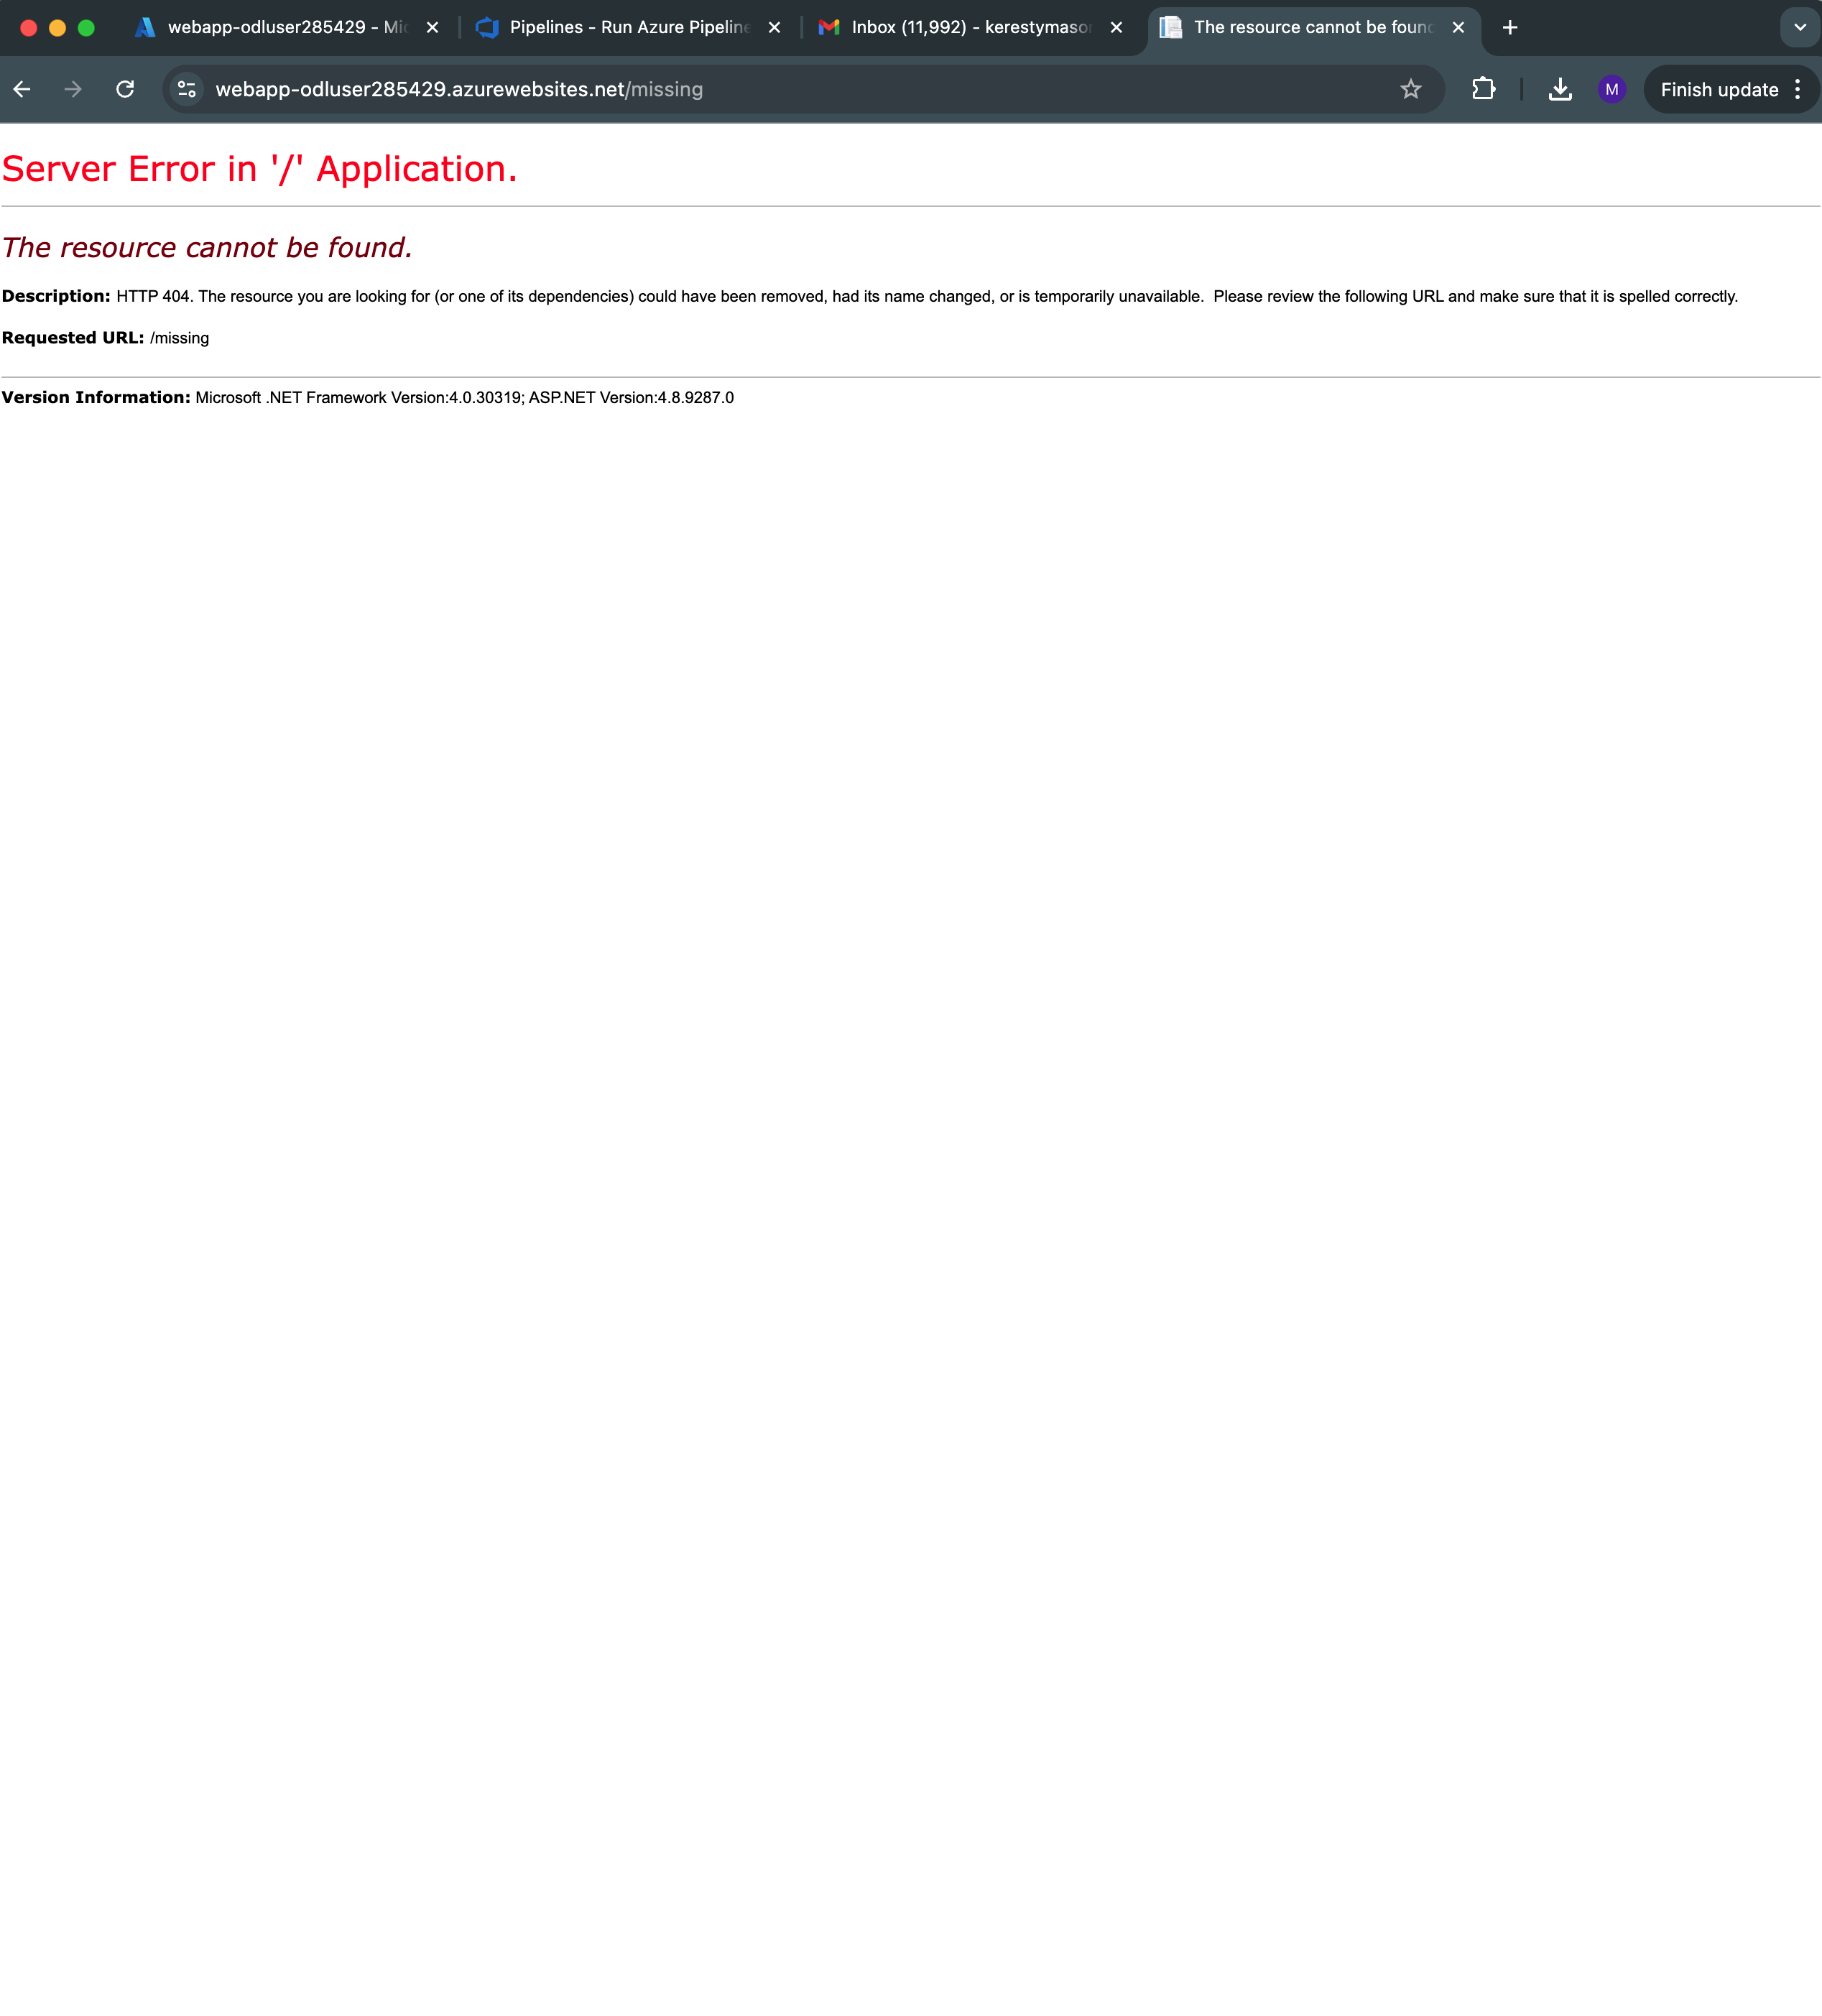 webapp-odluser285429 - Mic
Pipelines - Run Azure Pipeline
Inbox (11,992) - kerestymason
The resource cannot be found
webapp-odluser285429.azurewebsites.net/missing
M
Finish update
Server Error in '/' Application.
The resource cannot be found.
Description: HTTP 404. The resource you are looking for (or one of its dependencies) could have been removed, had its name changed, or is temporarily unavailable.  Please review the following URL and make sure that it is spelled correctly.
Requested URL: /missing
Version Information: Microsoft .NET Framework Version:4.0.30319; ASP.NET Version:4.8.9287.0